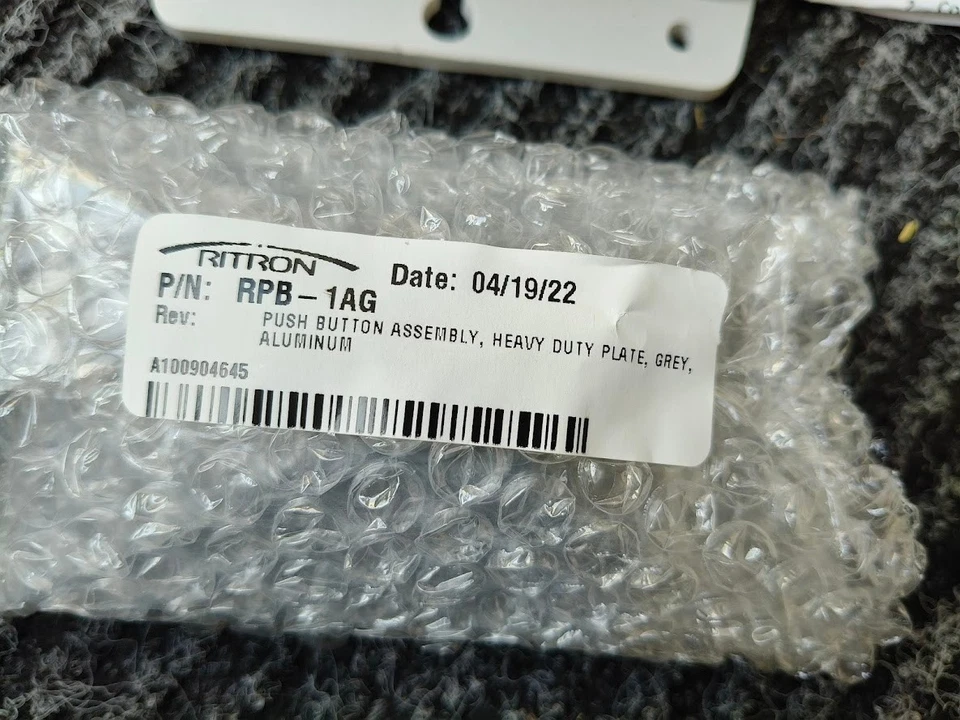 RITRON
Date: 04/19/22
P/N: RPB-1AG
Rev:
PUSH BUTTON ASSEMBLY, HEAVY DUTY PLATE, GREY,
ALUMINUM
A100904645